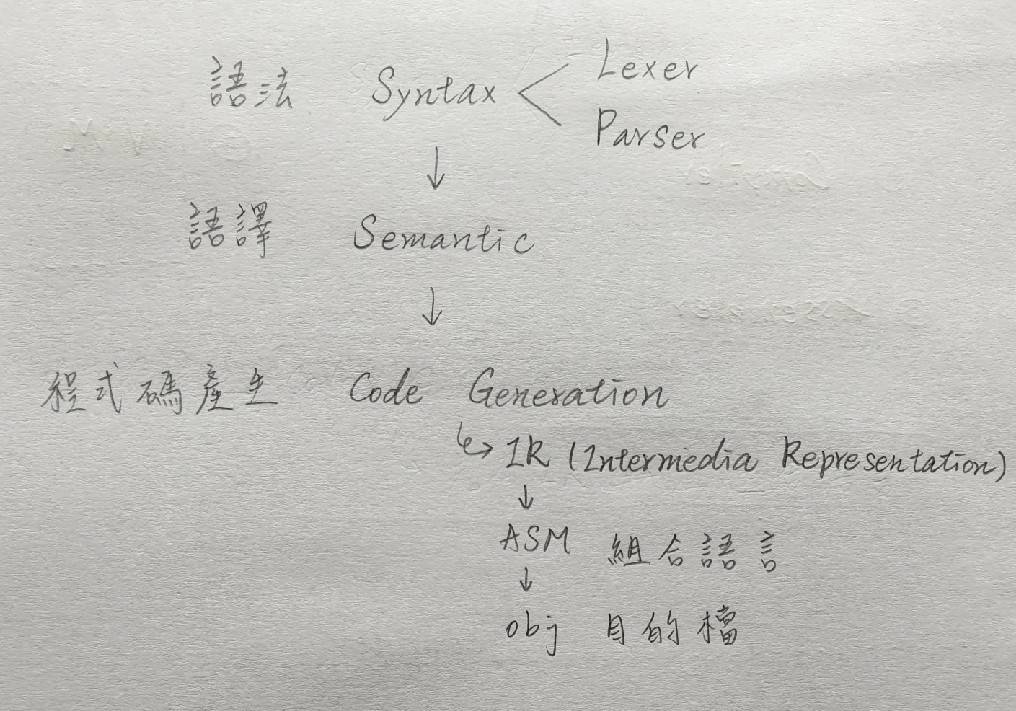 語法 Syntax Lexer
Parser
↓
語譯 Semantic
↓
程式碼產生 Code Generation
↳ IR (Intermedia Representation)
↓
ASM 組合語言
↓
obj 目的檔